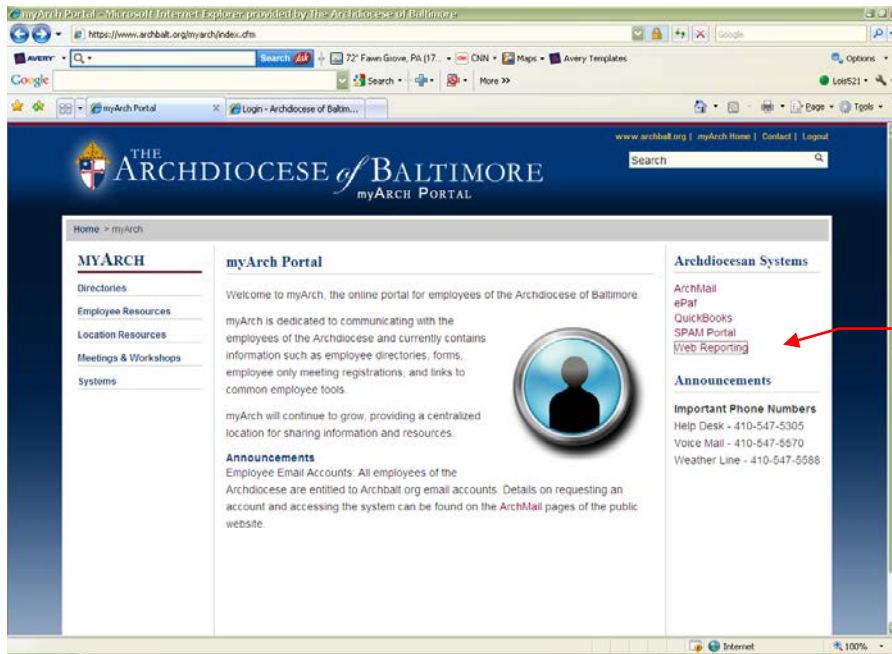 myArch Portal - Microsoft Internet Explorer provided by The Archdiocese of Baltimore
https://www.archbalt.org/myarch/index.cfm
Google
AVERY
Search
72° Fawn Grove, PA (17...
CNN
Maps
Avery Templates
Options
Google
Search
More >>
Lois521
myArch Portal
Login - Archdiocese of Baltim...
Page
Tools
www.archbalt.org | myArch Home | Contact | Logout
Search
THE
ARCHDIOCESE of BALTIMORE
MYARCH PORTAL
Home > myArch
MYARCH
Directories
Employee Resources
Location Resources
Meetings & Workshops
Systems
myArch Portal
Welcome to myArch, the online portal for employees of the Archdiocese of Baltimore.
myArch is dedicated to communicating with the
employees of the Archdiocese and currently contains
information such as employee directories, forms,
employee only meeting registrations, and links to
common employee tools.
myArch will continue to grow, providing a centralized
location for sharing information and resources.
Announcements
Employee Email Accounts: All employees of the
Archdiocese are entitled to Archbalt.org email accounts. Details on requesting an
account and accessing the system can be found on the ArchMail pages of the public
website.
Archdiocesan Systems
ArchMail
ePaf
QuickBooks
SPAM Portal
Web Reporting
Announcements
Important Phone Numbers
Help Desk - 410-547-5305
Voice Mail - 410-547-5570
Weather Line - 410-547-5588
Internet
100%